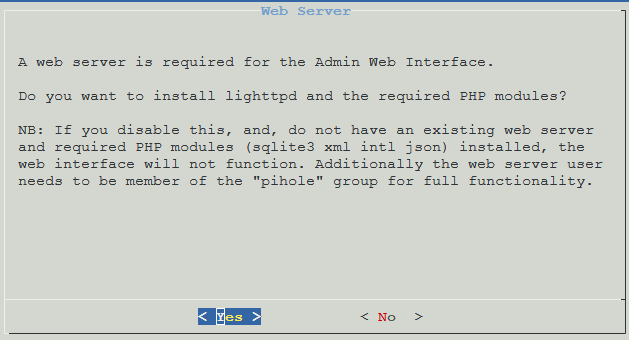 Web Server
A web server is required for the Admin Web Interface.
Do you want to install lighttpd and the required PHP modules?
NB: If you disable this, and, do not have an existing web server
and required PHP modules (sqlite3 xml intl json) installed, the
web interface will not function. Additionally the web server user
needs to be member of the "pihole" group for full functionality.
< Yes > < No >